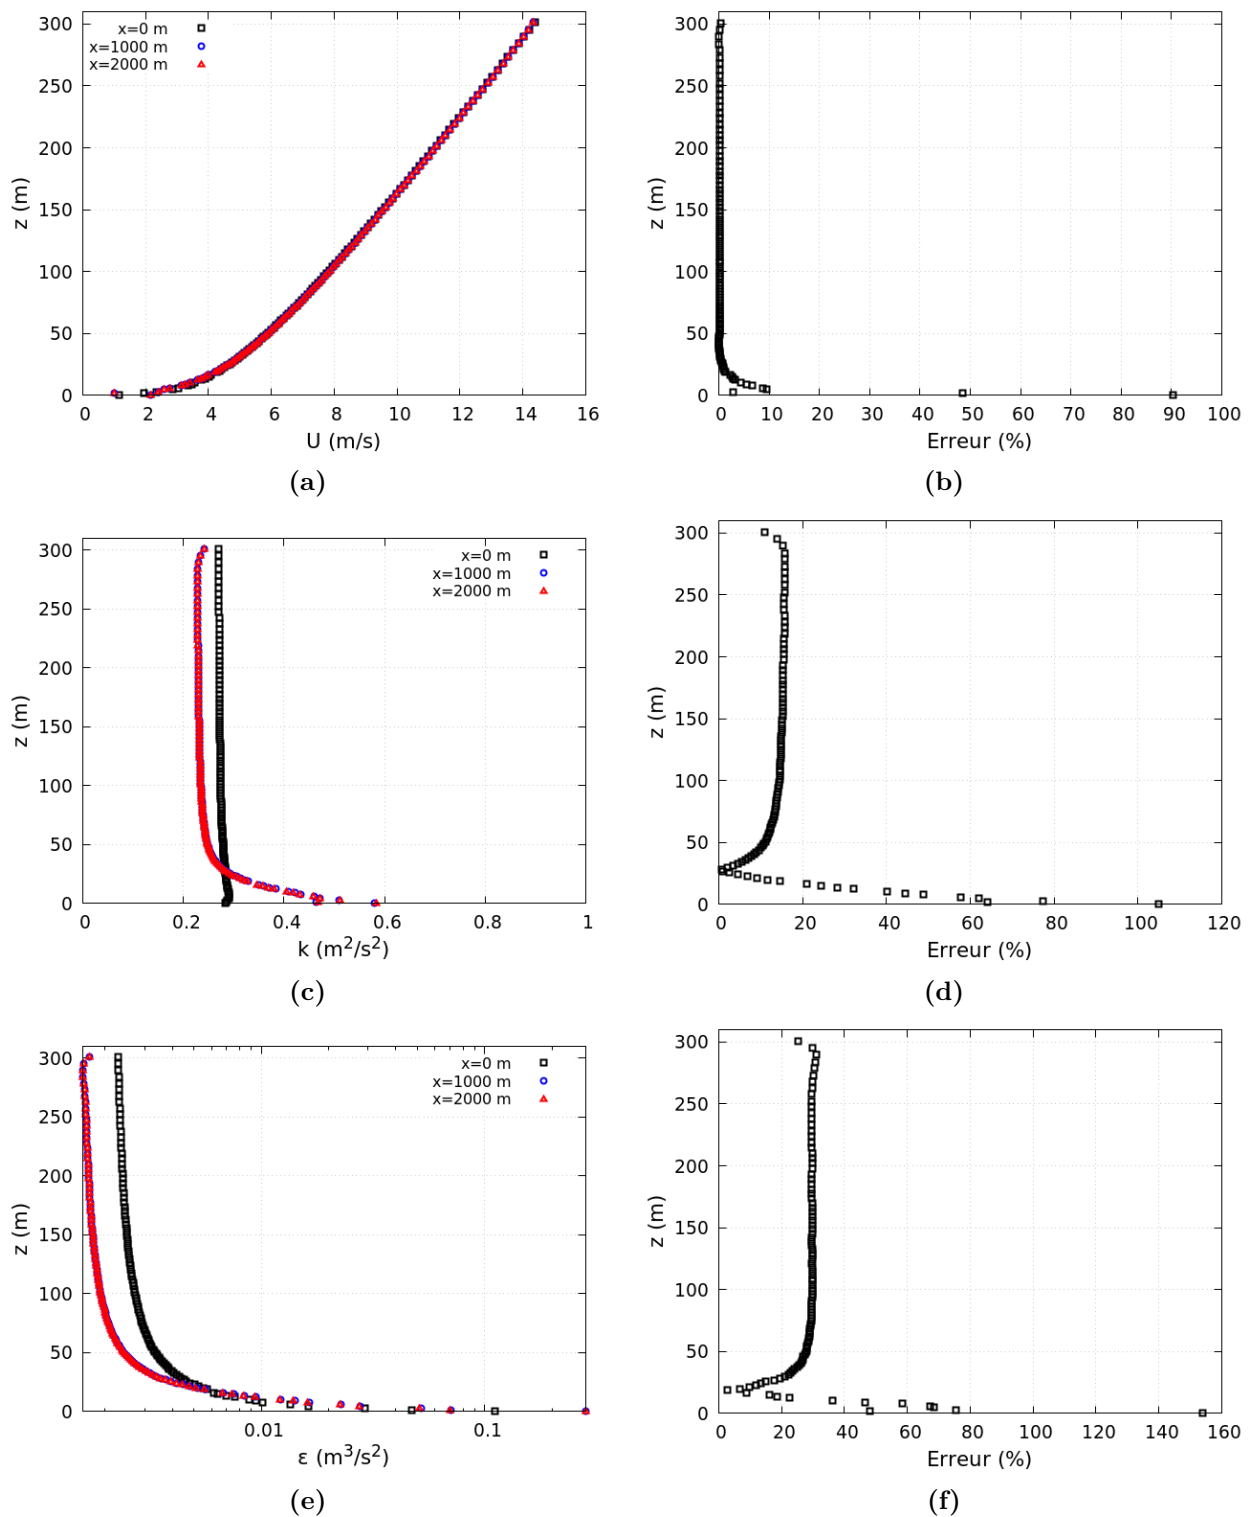 300
250
200
150
100
50
0
z (m)
x=0 m
x=1000 m
x=2000 m
0 2 4 6 8 10 12 14 16
U (m/s)
(a)
300
250
200
150
100
50
0
z (m)
0 10 20 30 40 50 60 70 80 90 100
Erreur (%)
(b)
300
250
200
150
100
50
0
z (m)
x=0 m
x=1000 m
x=2000 m
0 0.2 0.4 0.6 0.8 1
k (m²/s²)
(c)
300
250
200
150
100
50
0
z (m)
0 20 40 60 80 100 120
Erreur (%)
(d)
300
250
200
150
100
50
0
z (m)
x=0 m
x=1000 m
x=2000 m
0.01 0.1
ε (m³/s²)
(e)
300
250
200
150
100
50
0
z (m)
0 20 40 60 80 100 120 140 160
Erreur (%)
(f)